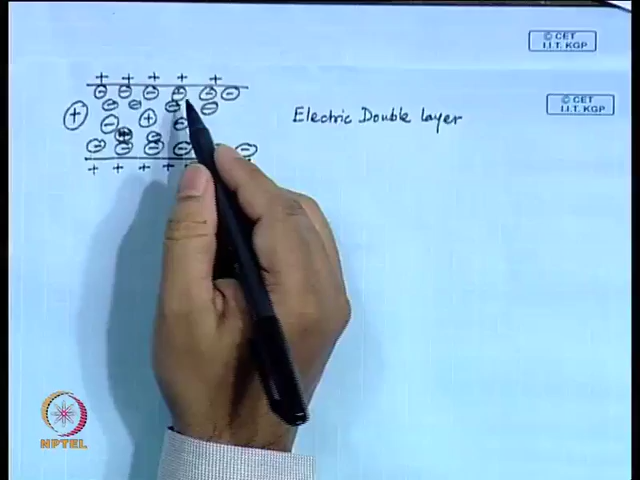 © CET
I.I.T. KGP
+ + + + +
Electric Double layer
© CET
I.I.T. KGP
+ + + +
NPTEL